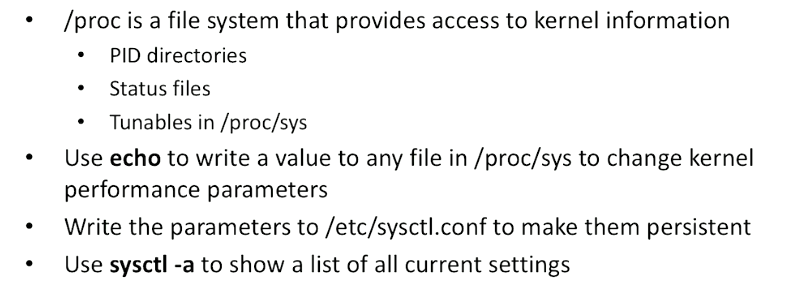 • /proc is a file system that provides access to kernel information
• PID directories
• Status files
• Tunables in /proc/sys
• Use echo to write a value to any file in /proc/sys to change kernel
performance parameters
• Write the parameters to /etc/sysctl.conf to make them persistent
• Use sysctl -a to show a list of all current settings